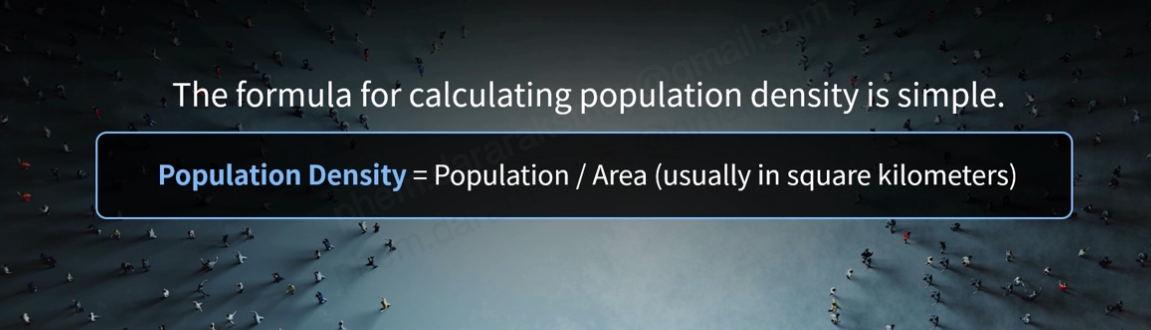 The formula for calculating population density is simple.
Population Density = Population / Area (usually in square kilometers)